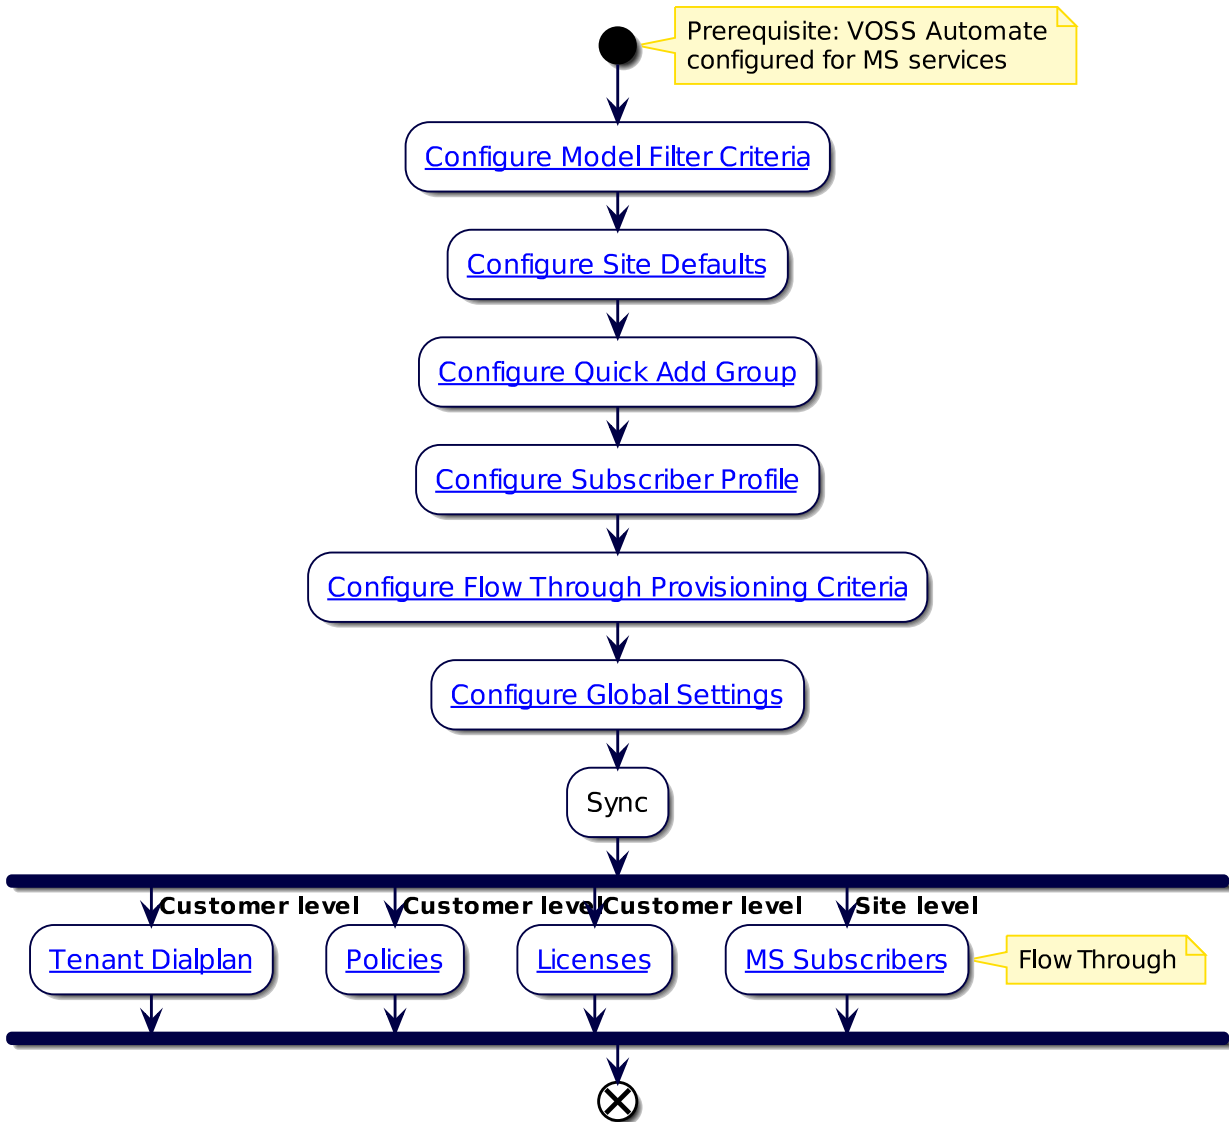 Prerequisite: VOSS Automate
configured for MS services
Configure Model Filter Criteria
Configure Site Defaults
Configure Quick Add Group
Configure Subscriber Profile
Configure Flow Through Provisioning Criteria
Configure Global Settings
Sync
Customer level
Customer level
Customer level
Site level
Tenant Dialplan
Policies
Licenses
MS Subscribers
Flow Through